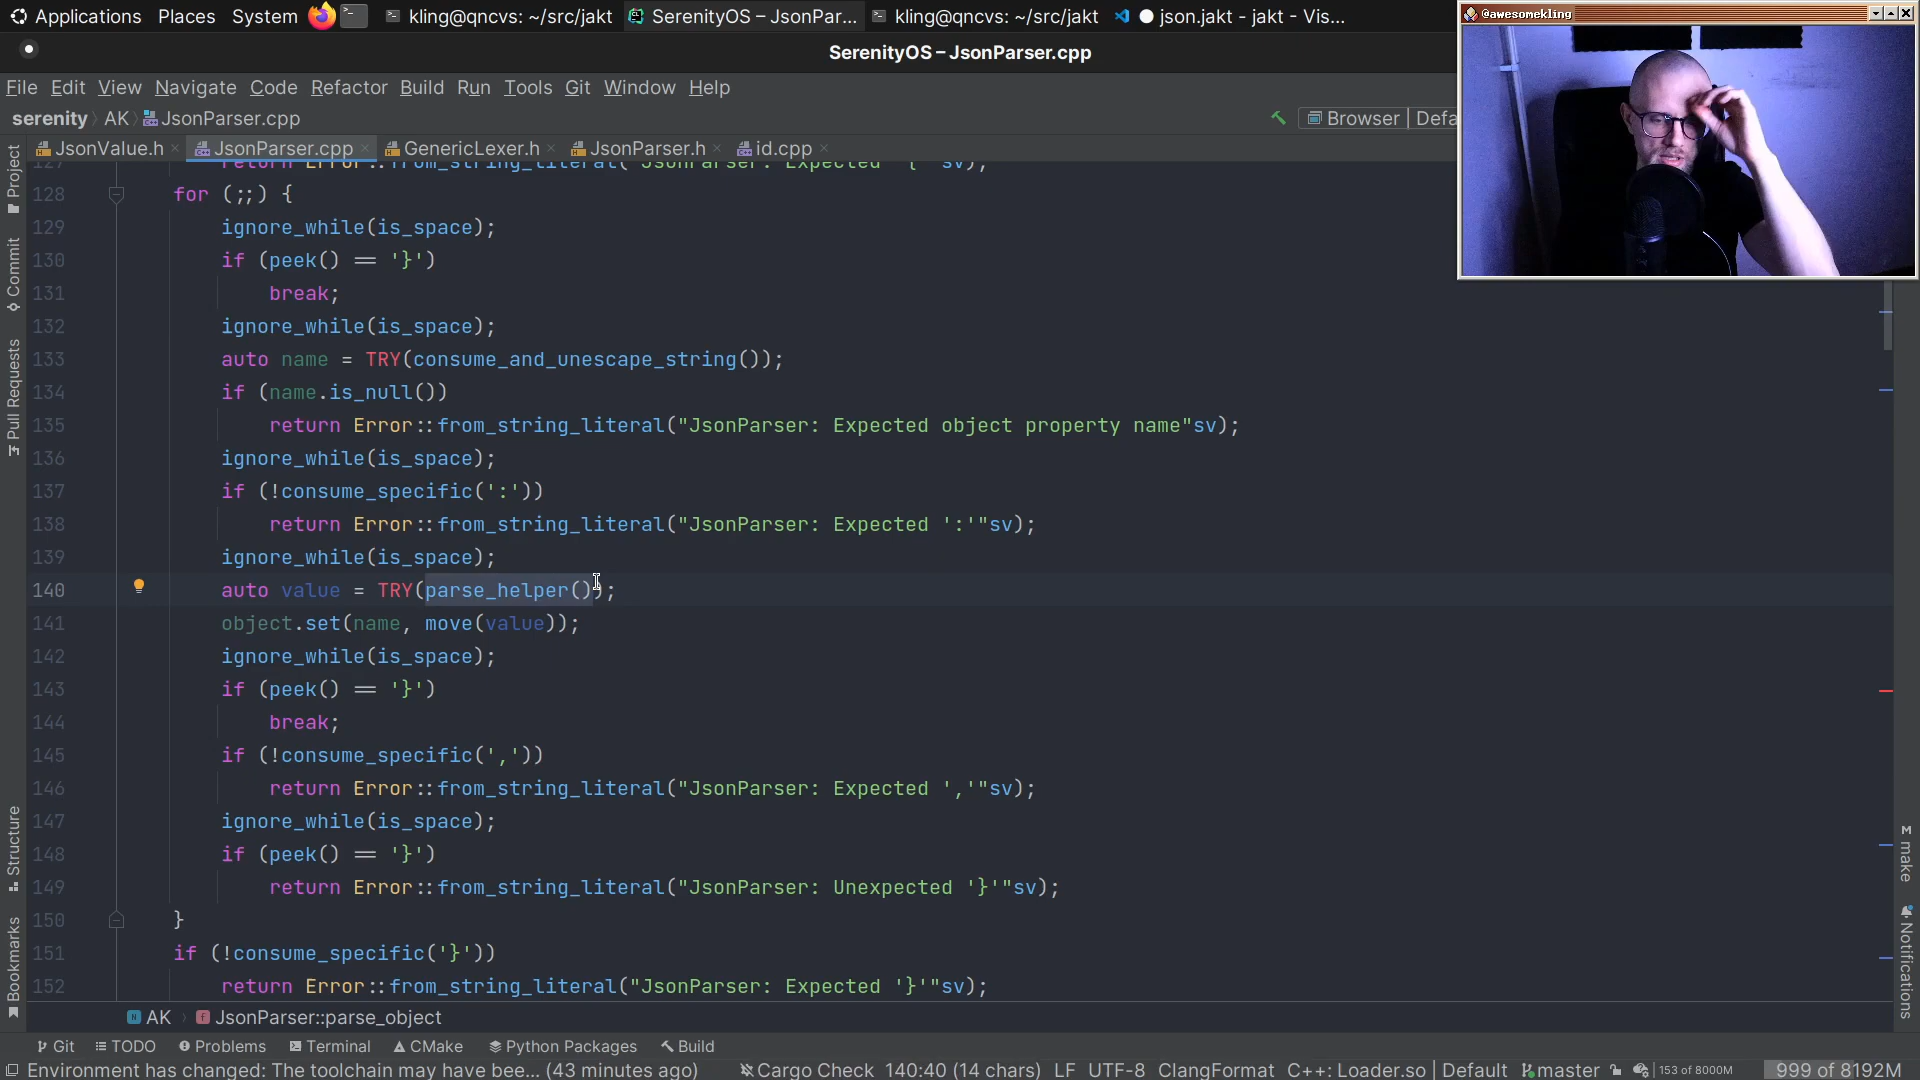 Applications Places System kling@qncvs: ~/src/jakt SerenityOS – JsonPar... kling@qncvs: ~/src/jakt json.jakt - jakt - Vis...
@awesomekling
SerenityOS – JsonParser.cpp
File Edit View Navigate Code Refactor Build Run Tools Git Window Help
serenity AK JsonParser.cpp Browser | Defa
JsonValue.h JsonParser.cpp GenericLexer.h JsonParser.h id.cpp
127 return Error::from_string_literal("JsonParser: Expected '{'"sv);
128 for (;;) {
129 ignore_while(is_space);
130 if (peek() == '}')
131 break;
132 ignore_while(is_space);
133 auto name = TRY(consume_and_unescape_string());
134 if (name.is_null())
135 return Error::from_string_literal("JsonParser: Expected object property name"sv);
136 ignore_while(is_space);
137 if (!consume_specific(':'))
138 return Error::from_string_literal("JsonParser: Expected ':'"sv);
139 ignore_while(is_space);
140 auto value = TRY(parse_helper());
141 object.set(name, move(value));
142 ignore_while(is_space);
143 if (peek() == '}')
144 break;
145 if (!consume_specific(','))
146 return Error::from_string_literal("JsonParser: Expected ','"sv);
147 ignore_while(is_space);
148 if (peek() == '}')
149 return Error::from_string_literal("JsonParser: Unexpected '}'"sv);
150 }
151 if (!consume_specific('}'))
152 return Error::from_string_literal("JsonParser: Expected '}'"sv);
Project
Commit
Pull Requests
Structure
Bookmarks
M make
Notifications
AK JsonParser::parse_object
Git TODO Problems Terminal CMake Python Packages Build
Environment has changed: The toolchain may have bee... (43 minutes ago) Cargo Check 140:40 (14 chars) LF UTF-8 ClangFormat C++: Loader.so | Default master 153 of 8000M 999 of 8192M